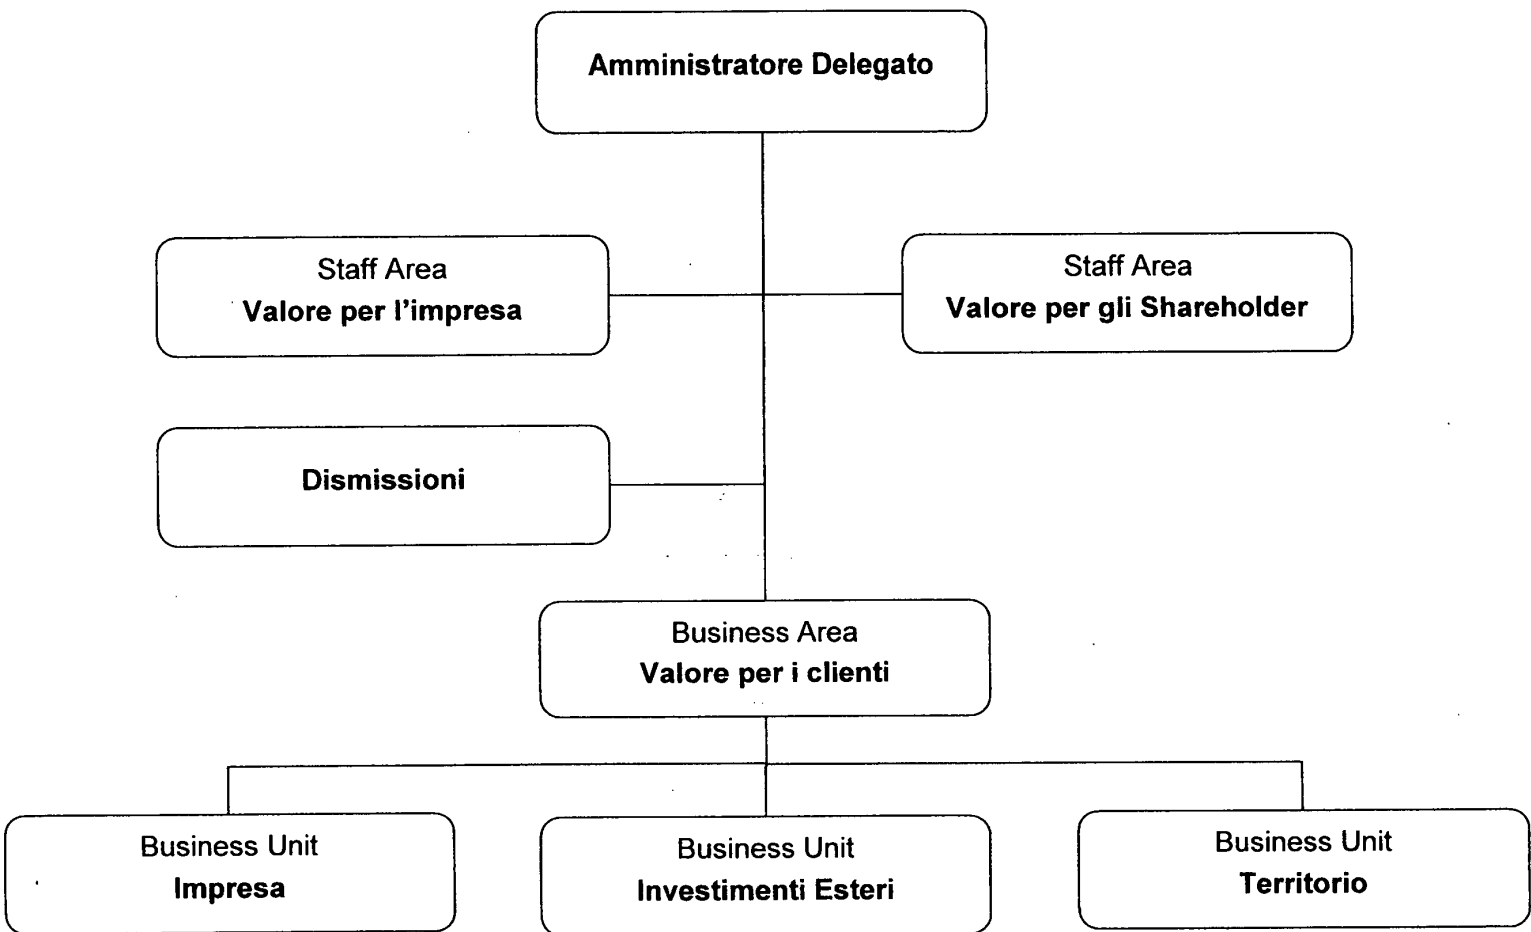 Amministratore Delegato
Staff Area
Valore per l'impresa
Staff Area
Valore per gli Shareholder
Dismissioni
Business Area
Valore per i clienti
Business Unit
Impresa
Business Unit
Investimenti Esteri
Business Unit
Territorio